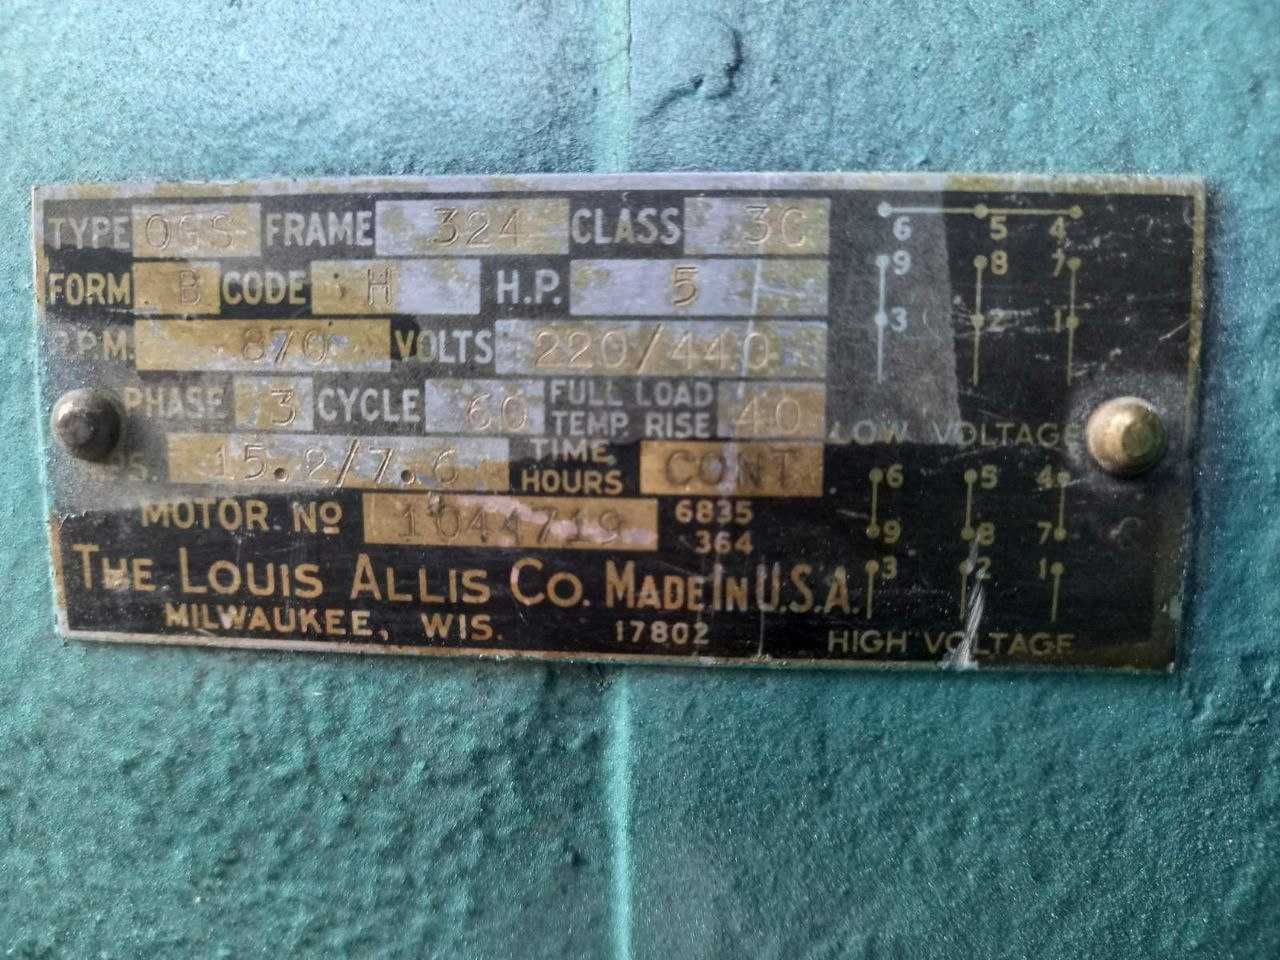 TYPE OGS FRAME 324 CLASS 3C
FORM B CODE H H.P. 5
R.P.M. 870 VOLTS 220/440
PHASE 3 CYCLE 60 FULL LOAD TEMP. RISE 40
15.2/7.6 TIME HOURS CONT
MOTOR No 1044719 6835 364
THE LOUIS ALLIS CO. MADE IN U.S.A.
MILWAUKEE, WIS. 17802
6 5 4
9 8 7
3 2 1
LOW VOLTAGE
6 5 4
9 8 7
3 2 1
HIGH VOLTAGE